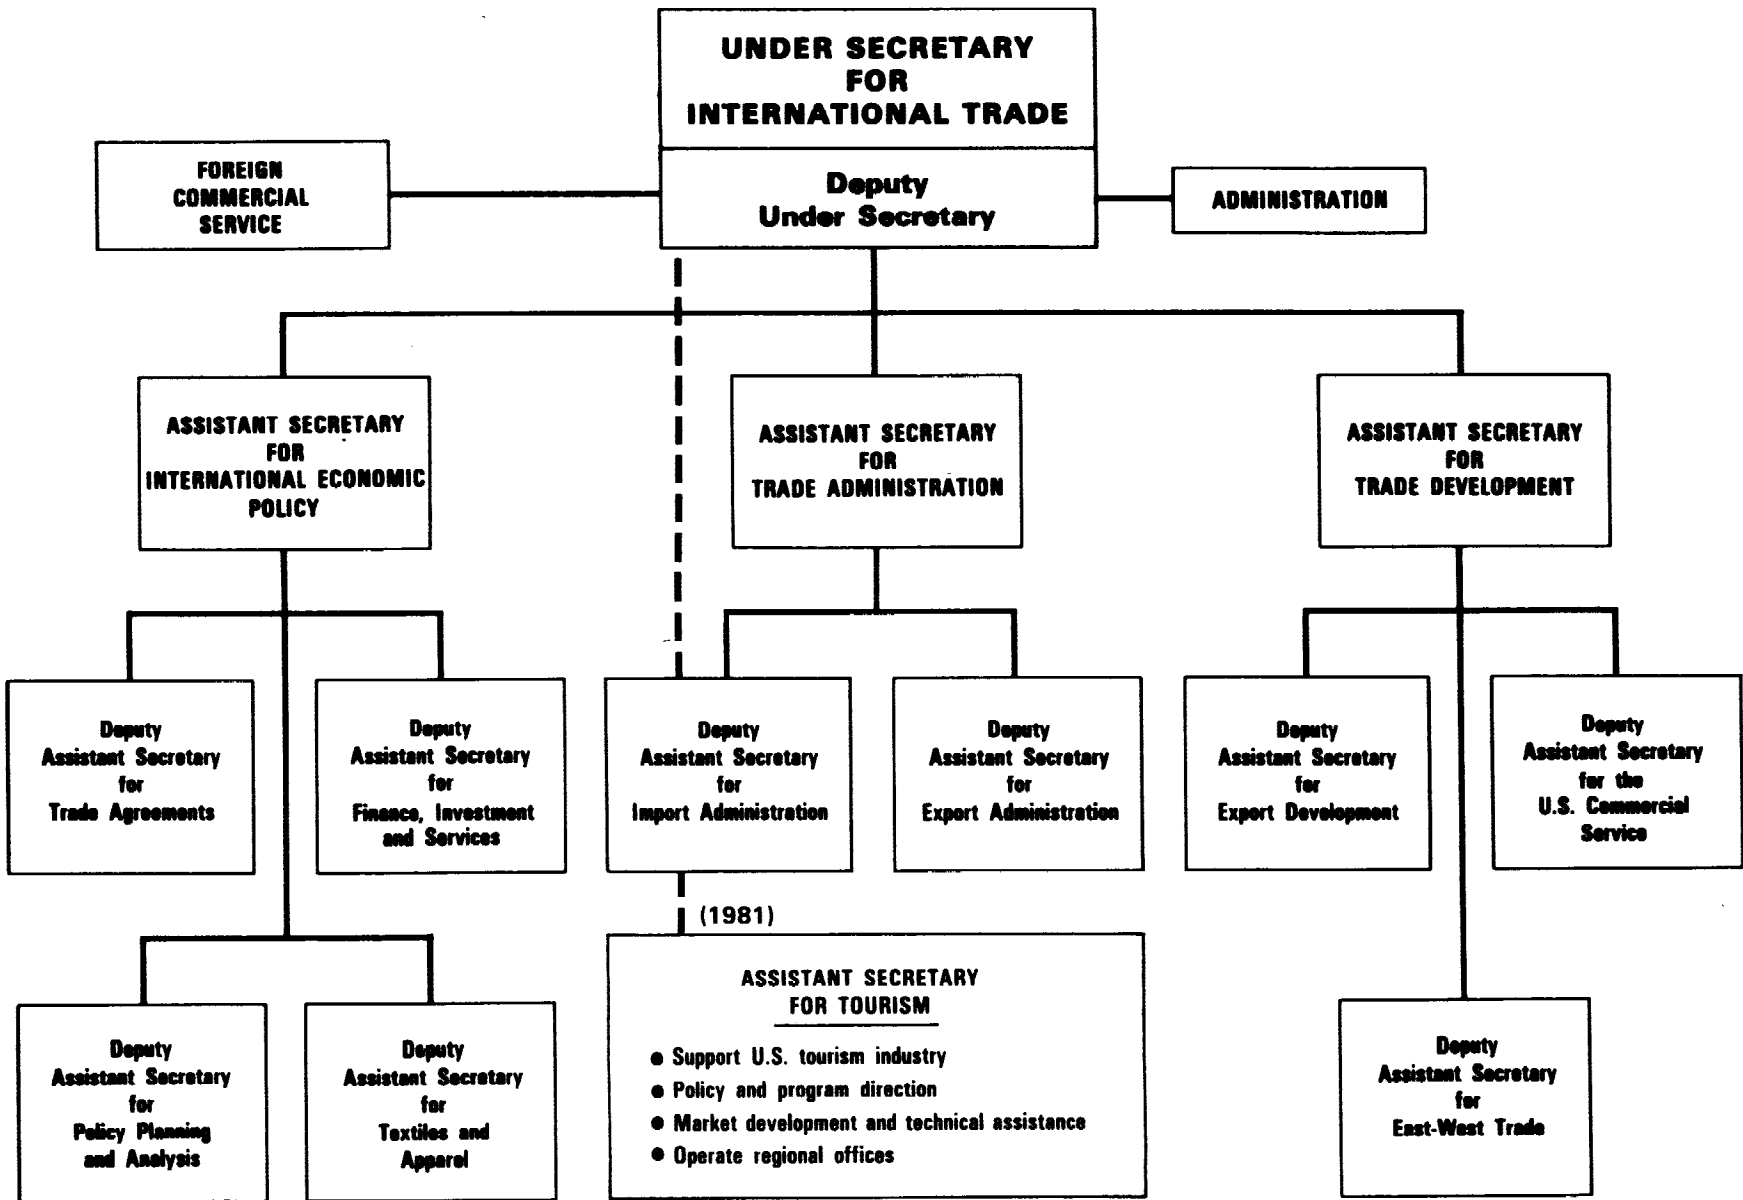 UNDER SECRETARY
FOR
INTERNATIONAL TRADE
Deputy
Under Secretary
FOREIGN
COMMERCIAL
SERVICE
ADMINISTRATION
ASSISTANT SECRETARY
FOR
INTERNATIONAL ECONOMIC
POLICY
ASSISTANT SECRETARY
FOR
TRADE ADMINISTRATION
ASSISTANT SECRETARY
FOR
TRADE DEVELOPMENT
Deputy
Assistant Secretary
for
Trade Agreements
Deputy
Assistant Secretary
for
Finance, Investment
and Services
Deputy
Assistant Secretary
for
Import Administration
Deputy
Assistant Secretary
for
Export Administration
Deputy
Assistant Secretary
for
Export Development
Deputy
Assistant Secretary
for the
U.S. Commercial
Service
Deputy
Assistant Secretary
for
Policy Planning
and Analysis
Deputy
Assistant Secretary
for
Textiles and
Apparel
(1981)
ASSISTANT SECRETARY
FOR TOURISM
● Support U.S. tourism industry
● Policy and program direction
● Market development and technical assistance
● Operate regional offices
Deputy
Assistant Secretary
for
East-West Trade